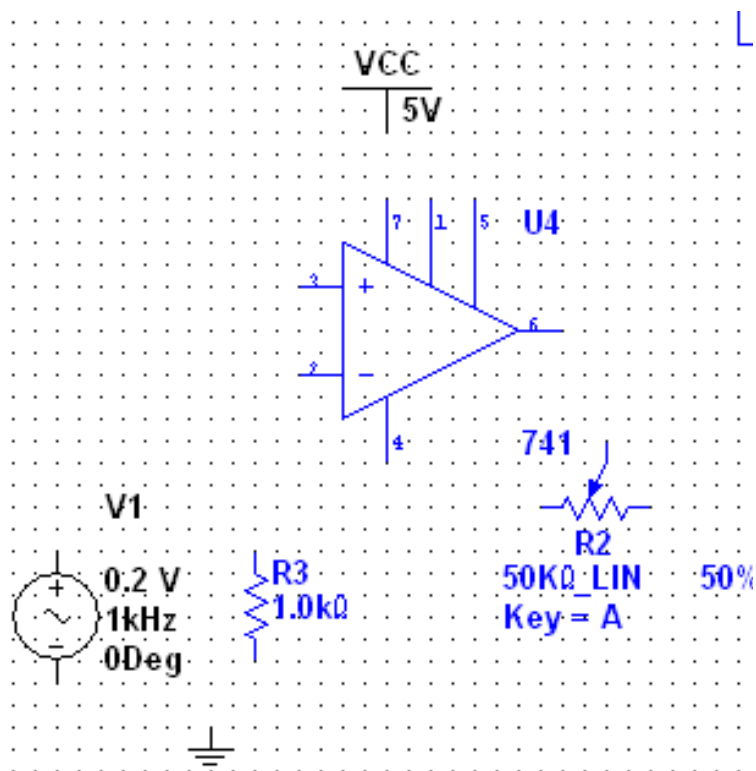 VCC
5V
7 1 5 U4
3 +
6
2 −
4
741
V1
R2
0.2 V
R3
50KΩ_LIN 50%
1kHz
1.0kΩ
Key = A
0Deg